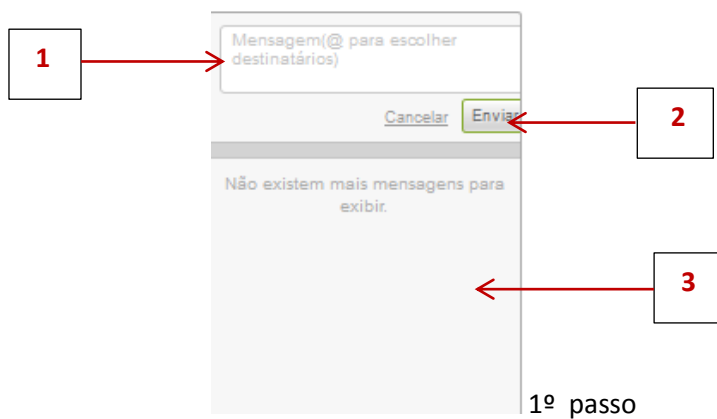 1
Mensagem(@ para escolher
destinatários)
Cancelar Enviar
2
Não existem mais mensagens para
exibir.
3
1º passo